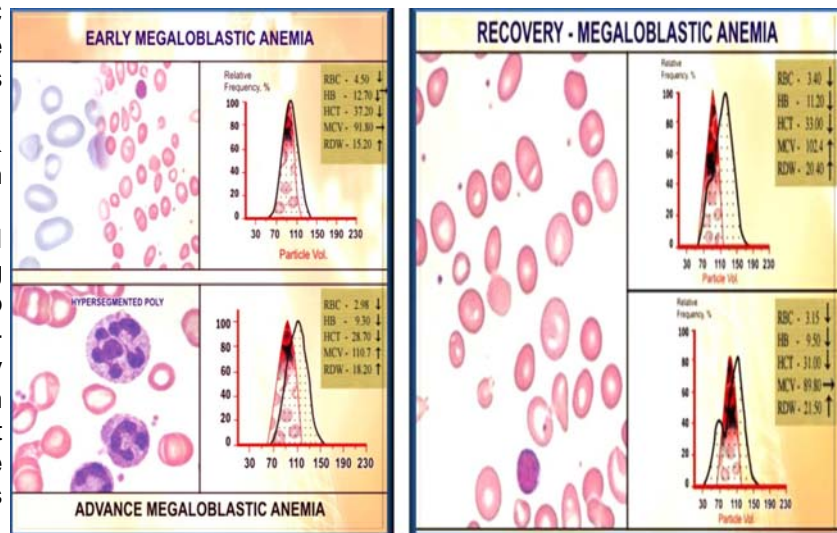 EARLY MEGALOBLASTIC ANEMIA
Relative
Frequency, %
100
80
60
40
20
0
30 70 110 150 190 230
Particle Vol.
RBC - 4.50 ↓
HB - 12.70 ↓
HCT - 37.20 ↓
MCV - 91.80 →
RDW - 15.20 ↑
HYPERSEGMENTED POLY
100
80
60
40
20
0
30 70 110 150 190 230
RBC - 2.98 ↓
HB - 9.30 ↓
HCT - 28.70 ↓
MCV - 110.7 ↑
RDW - 18.20 ↑
ADVANCE MEGALOBLASTIC ANEMIA
RECOVERY - MEGALOBLASTIC ANEMIA
Relative
Frequency, %
100
80
60
40
20
0
30 70 110 150 190 230
Particle Vol.
RBC - 3.40 ↓
HB - 11.20 ↓
HCT - 33.00 ↓
MCV - 102.4 ↑
RDW - 20.40 ↑
Relative
Frequency, %
100
80
60
40
20
0
30 70 110 150 190 230
Particle Vol.
RBC - 3.15 ↓
HB - 9.50 ↓
HCT - 31.00 ↓
MCV - 89.80 →
RDW - 21.50 ↑